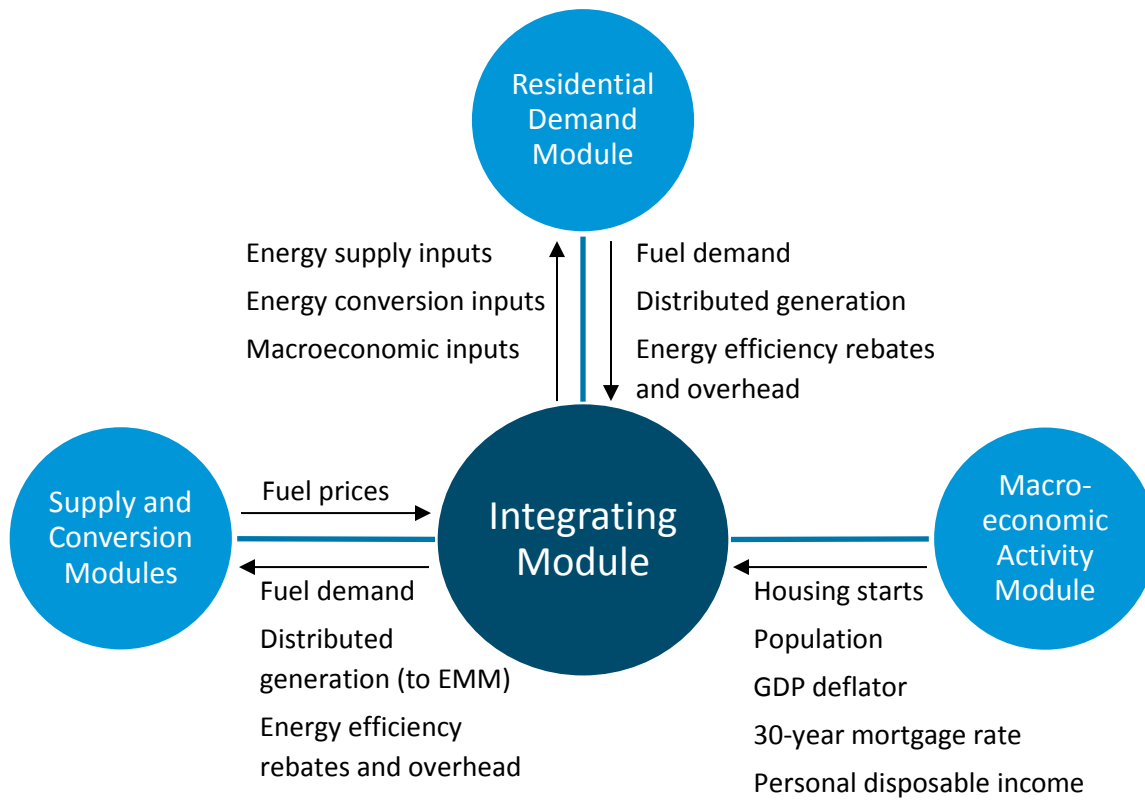 Residential
Demand
Module
Energy supply inputs
Energy conversion inputs
Macroeconomic inputs
Fuel demand
Distributed generation
Energy efficiency rebates
and overhead
Supply and
Conversion
Modules
Fuel prices
Fuel demand
Distributed
generation (to EMM)
Energy efficiency
rebates and overhead
Integrating
Module
Macro-
economic
Activity
Module
Housing starts
Population
GDP deflator
30-year mortgage rate
Personal disposable income